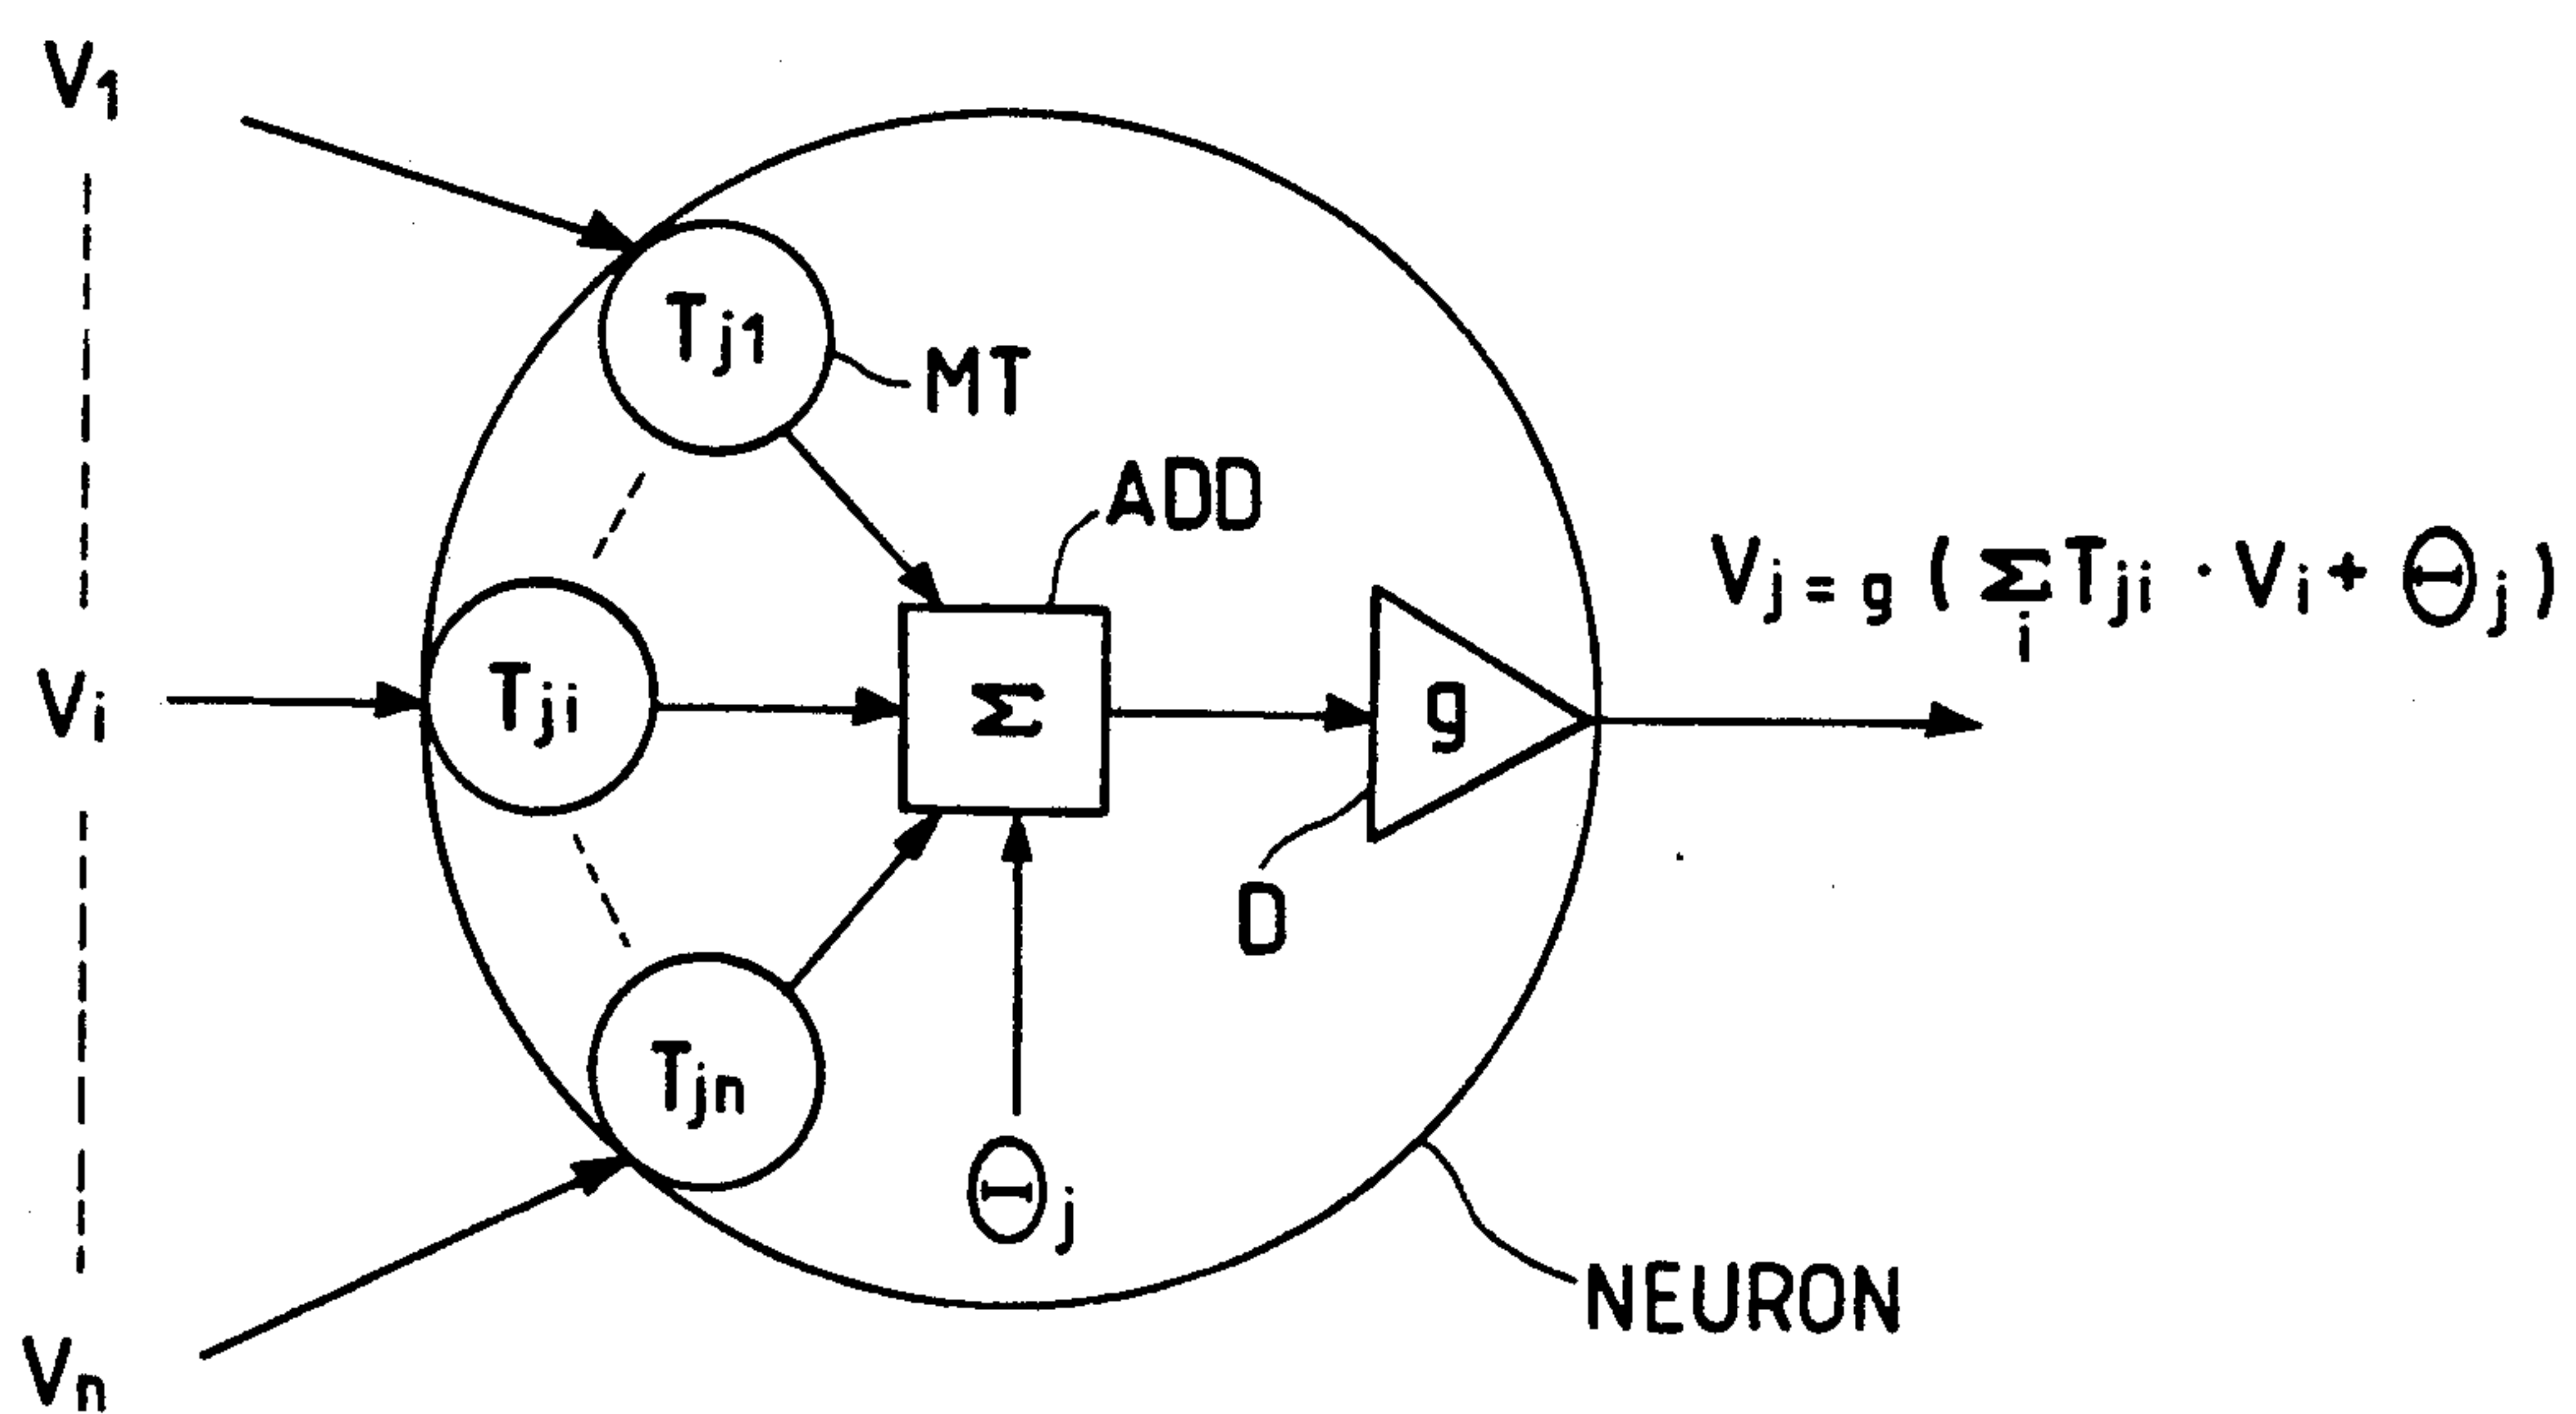 V1
Tj1
MT
ADD
Vj = g ( Σ Tji · Vi + Θj )
i
Vi
Tji
Σ
g
D
Tjn
Θj
NEURON
Vn